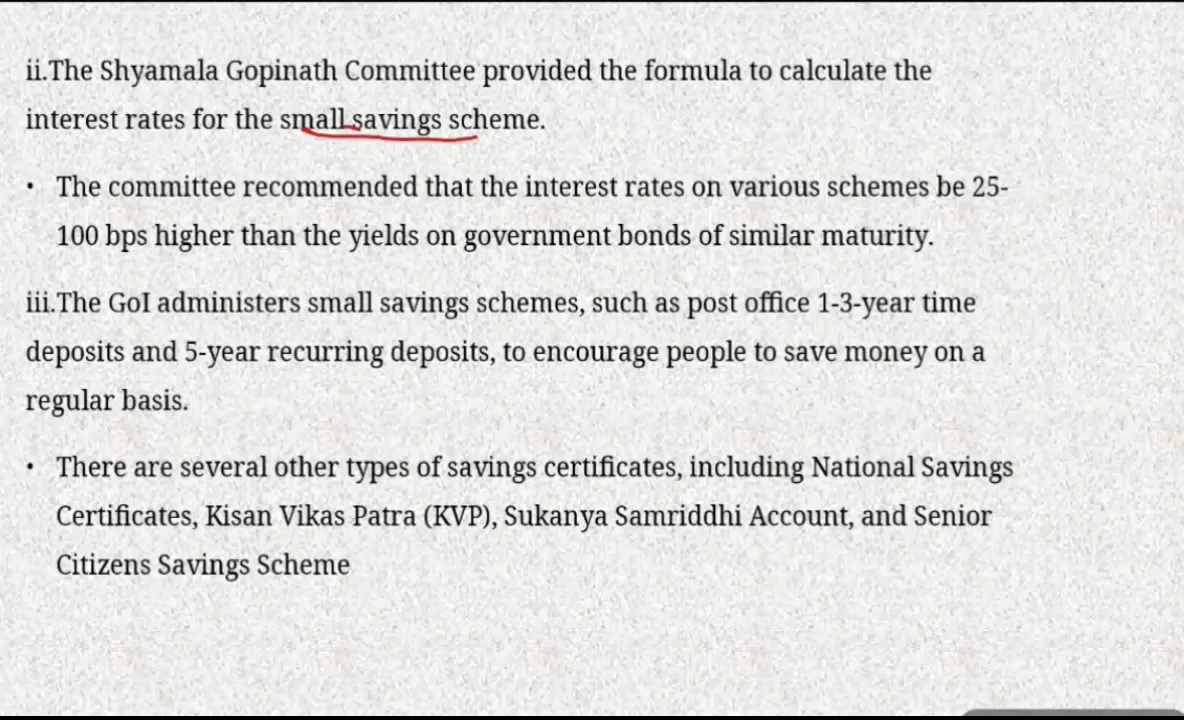 ii.The Shyamala Gopinath Committee provided the formula to calculate the
interest rates for the small savings scheme.
• The committee recommended that the interest rates on various schemes be 25-
100 bps higher than the yields on government bonds of similar maturity.
iii.The GoI administers small savings schemes, such as post office 1-3-year time
deposits and 5-year recurring deposits, to encourage people to save money on a
regular basis.
• There are several other types of savings certificates, including National Savings
Certificates, Kisan Vikas Patra (KVP), Sukanya Samriddhi Account, and Senior
Citizens Savings Scheme